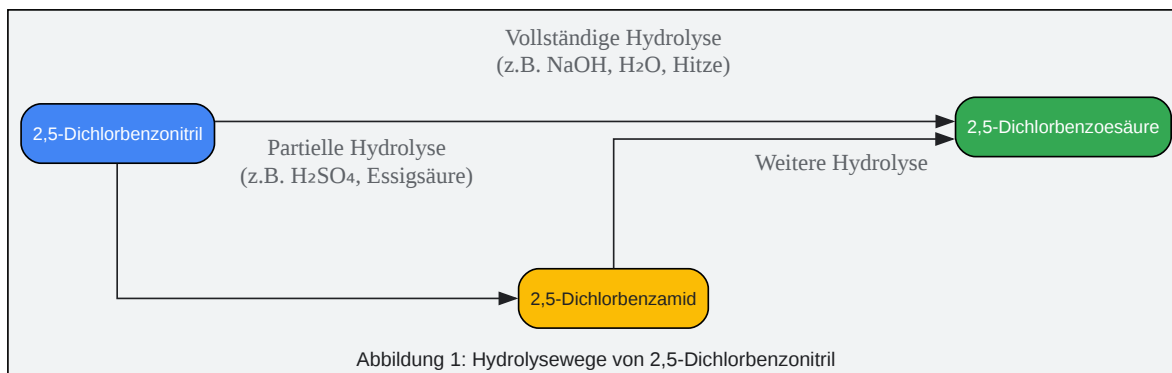 Vollständige Hydrolyse
(z.B. NaOH, H₂O, Hitze)
2,5-Dichlorbenzonitril
2,5-Dichlorbenzoesäure
Partielle Hydrolyse
(z.B. H₂SO₄, Essigsäure)
Weitere Hydrolyse
2,5-Dichlorbenzamid
Abbildung 1: Hydrolysewege von 2,5-Dichlorbenzonitril